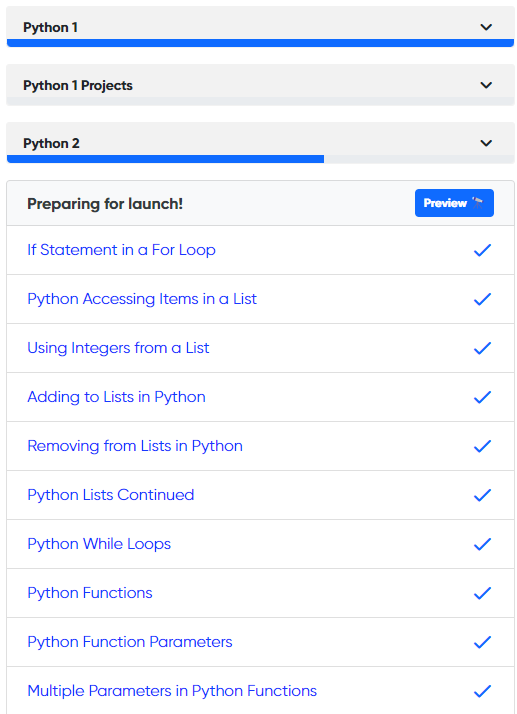 Python 1
Python 1 Projects
Python 2
Preparing for launch!
Preview
If Statement in a For Loop
Python Accessing Items in a List
Using Integers from a List
Adding to Lists in Python
Removing from Lists in Python
Python Lists Continued
Python While Loops
Python Functions
Python Function Parameters
Multiple Parameters in Python Functions